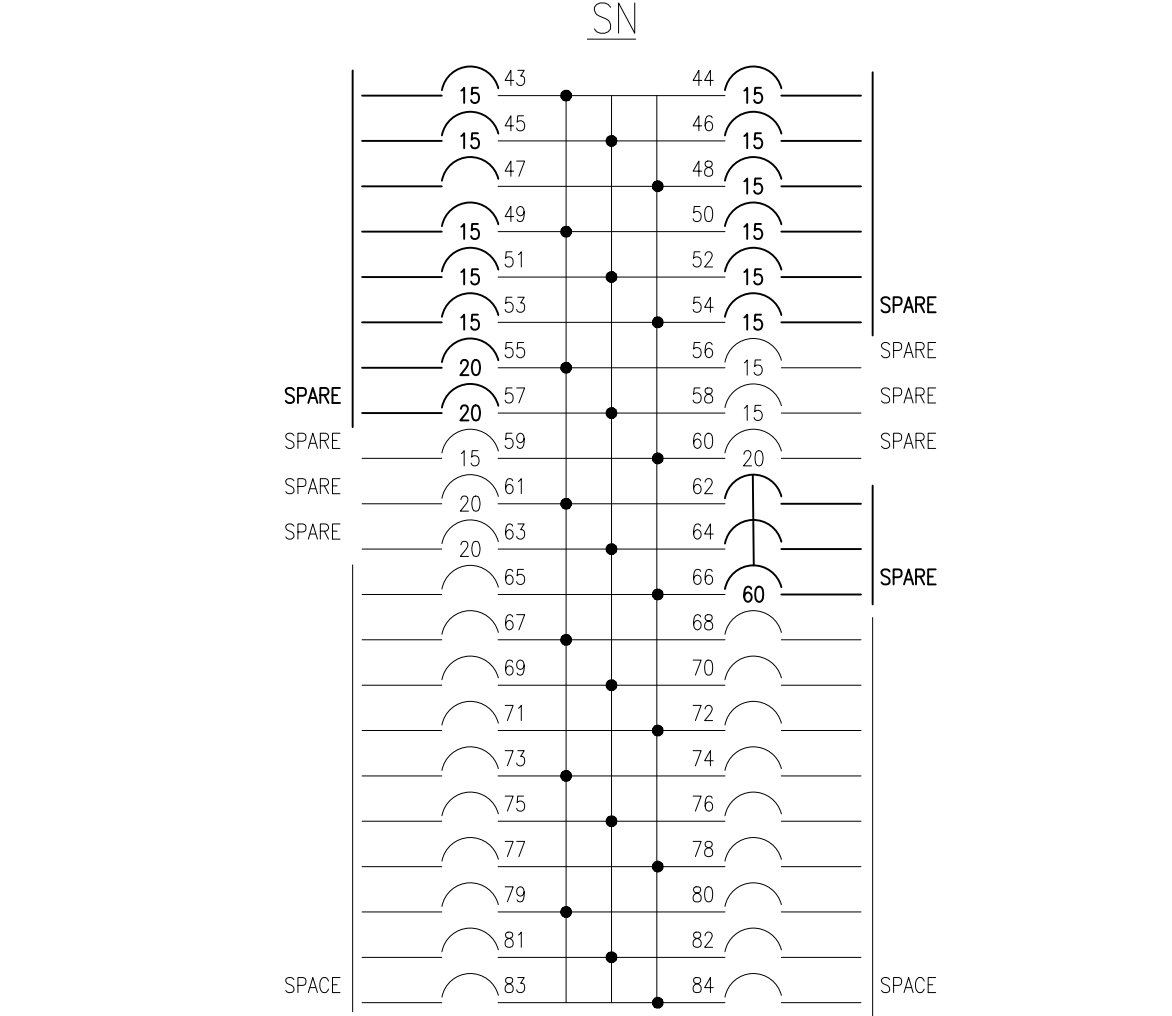 SN
43 44
15 15
45 46
15 15
47 48
15
49 50
15 15
51 52
15 15
53 54 SPARE
15 15
55 56 SPARE
20 15
SPARE 57 58 SPARE
20 15
SPARE 59 60 SPARE
15 20
SPARE 61 62
20
SPARE 63 64
20
65 66 SPARE
60
67 68
69 70
71 72
73 74
75 76
77 78
79 80
81 82
SPACE 83 84 SPACE